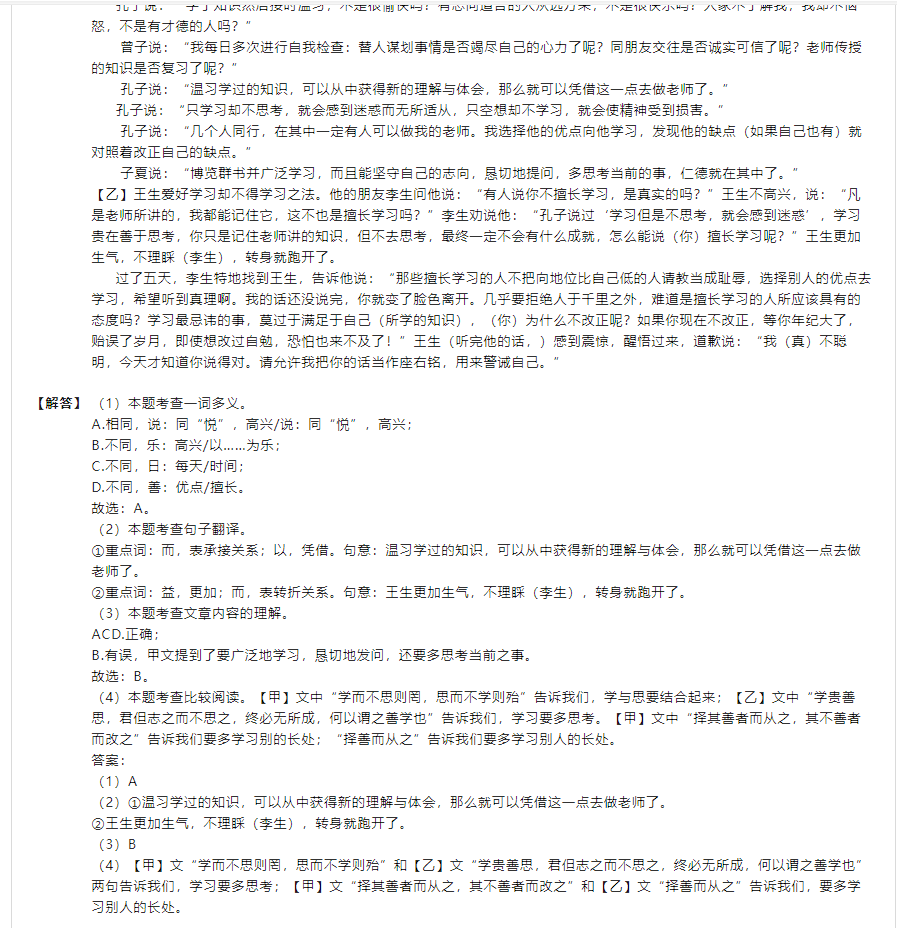 孔子说："学了知识然后按时温习，不是很愉快吗？有志同道合的人从远方来，不是很快乐吗？人家不了解我，我却不恼
怒，不是有才德的人吗？"
曾子说："我每日多次进行自我检查：替人谋划事情是否竭尽自己的心力了呢？同朋友交往是否诚实可信了呢？老师传授
的知识是否复习了呢？"
孔子说："温习学过的知识，可以从中获得新的理解与体会，那么就可以凭借这一点去做老师了。"
孔子说："只学习却不思考，就会感到迷惑而无所适从，只空想却不学习，就会使精神受到损害。"
孔子说："几个人同行，在其中一定有人可以做我的老师。我选择他的优点向他学习，发现他的缺点（如果自己也有）就
对照着改正自己的缺点。"
子夏说："博览群书并广泛学习，而且能坚守自己的志向，恳切地提问，多思考当前的事，仁德就在其中了。"
【乙】王生爱好学习却不得学习之法。他的朋友李生问他说："有人说你不擅长学习，是真实的吗？"王生不高兴，说："凡
是老师所讲的，我都能记住它，这不也是擅长学习吗？"李生劝说他："孔子说过'学习但是不思考，就会感到迷惑'，学习
贵在善于思考，你只是记住老师讲的知识，但不去思考，最终一定不会有什么成就，怎么能说（你）擅长学习呢？"王生更加
生气，不理睬（李生），转身就跑开了。
过了五天，李生特地找到王生，告诉他说："那些擅长学习的人不把向地位比自己低的人请教当成耻辱，选择别人的优点去
学习，希望听到真理啊。我的话还没说完，你就变了脸色离开。几乎要拒绝人于千里之外，难道是擅长学习的人所应该具有的
态度吗？学习最忌讳的事，莫过于满足于自己（所学的知识），（你）为什么不改正呢？如果你现在不改正，等你年纪大了，
贻误了岁月，即使想改过自勉，恐怕也来不及了！"王生（听完他的话，）感到震惊，醒悟过来，道歉说："我（真）不聪
明，今天才知道你说得对。请允许我把你的话当作座右铭，用来警诫自己。"
【解答】（1）本题考查一词多义。
A.相同，说：同"悦"，高兴/说：同"悦"，高兴；
B.不同，乐：高兴/以……为乐；
C.不同，日：每天/时间；
D.不同，善：优点/擅长。
故选：A。
（2）本题考查句子翻译。
①重点词：而，表承接关系；以，凭借。句意：温习学过的知识，可以从中获得新的理解与体会，那么就可以凭借这一点去做
老师了。
②重点词：益，更加；而，表转折关系。句意：王生更加生气，不理睬（李生），转身就跑开了。
（3）本题考查文章内容的理解。
ACD.正确；
B.有误，甲文提到了要广泛地学习，恳切地发问，还要多思考当前之事。
故选：B。
（4）本题考查比较阅读。【甲】文中"学而不思则罔，思而不学则殆"告诉我们，学与思要结合起来；【乙】文中"学贵善
思，君但志之而不思之，终必无所成，何以谓之善学也"告诉我们，学习要多思考。【甲】文中"择其善者而从之，其不善者
而改之"告诉我们要多学习别的长处；"择善而从之"告诉我们要多学习别人的长处。
答案：
（1）A
（2）①温习学过的知识，可以从中获得新的理解与体会，那么就可以凭借这一点去做老师了。
②王生更加生气，不理睬（李生），转身就跑开了。
（3）B
（4）【甲】文"学而不思则罔，思而不学则殆"和【乙】文"学贵善思，君但志之而不思之，终必无所成，何以谓之善学也"
两句告诉我们，学习要多思考；【甲】文"择其善者而从之，其不善者而改之"和【乙】文"择善而从之"告诉我们，要多学
习别人的长处。